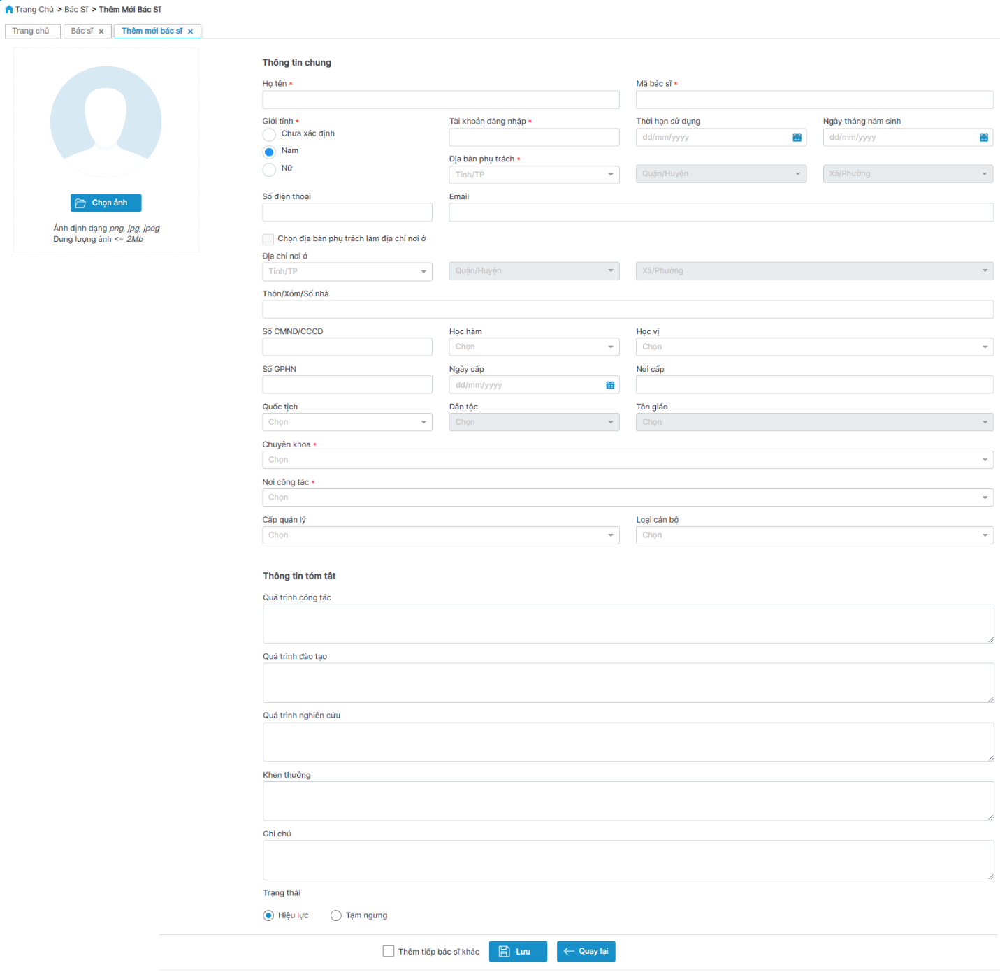 Trang Chủ > Bác Sĩ > Thêm Mới Bác Sĩ
Trang chủ Bác sĩ × Thêm mới bác sĩ ×
Chọn ảnh
Ảnh định dạng png, jpg, jpeg
Dung lượng ảnh <= 2Mb
Thông tin chung
Họ tên * Mã bác sĩ *
Giới tính * Tài khoản đăng nhập * Thời hạn sử dụng Ngày tháng năm sinh
Chưa xác định dd/mm/yyyy dd/mm/yyyy
Nam
Địa bàn phụ trách *
Nữ Tỉnh/TP Quận/Huyện Xã/Phường
Số điện thoại Email
Chọn địa bàn phụ trách làm địa chỉ nơi ở
Địa chỉ nơi ở
Tỉnh/TP Quận/Huyện Xã/Phường
Thôn/Xóm/Số nhà
Số CMND/CCCD Học hàm Học vị
Chọn Chọn
Số GPHN Ngày cấp Nơi cấp
dd/mm/yyyy
Quốc tịch Dân tộc Tôn giáo
Chọn Chọn Chọn
Chuyên khoa *
Chọn
Nơi công tác *
Chọn
Cấp quản lý Loại cán bộ
Chọn Chọn
Thông tin tóm tắt
Quá trình công tác
Quá trình đào tạo
Quá trình nghiên cứu
Khen thưởng
Ghi chú
Trạng thái
Hiệu lực Tạm ngưng
Thêm tiếp bác sĩ khác Lưu Quay lại